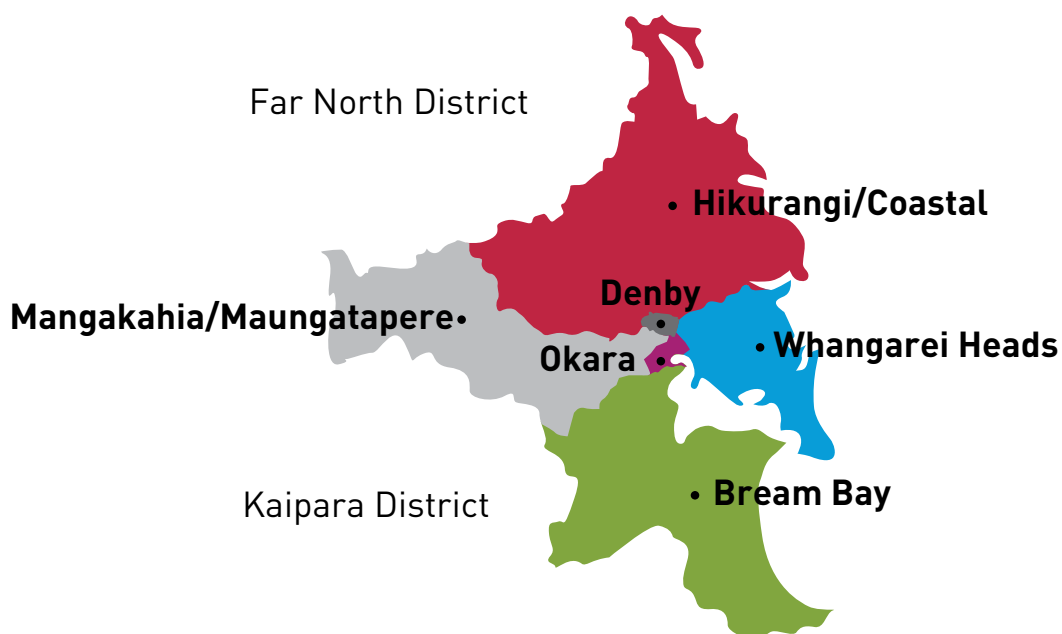 Far North District
Hikurangi/Coastal
Denby
Mangakahia/Maungatapere
Whangarei Heads
Okara
Bream Bay
Kaipara District